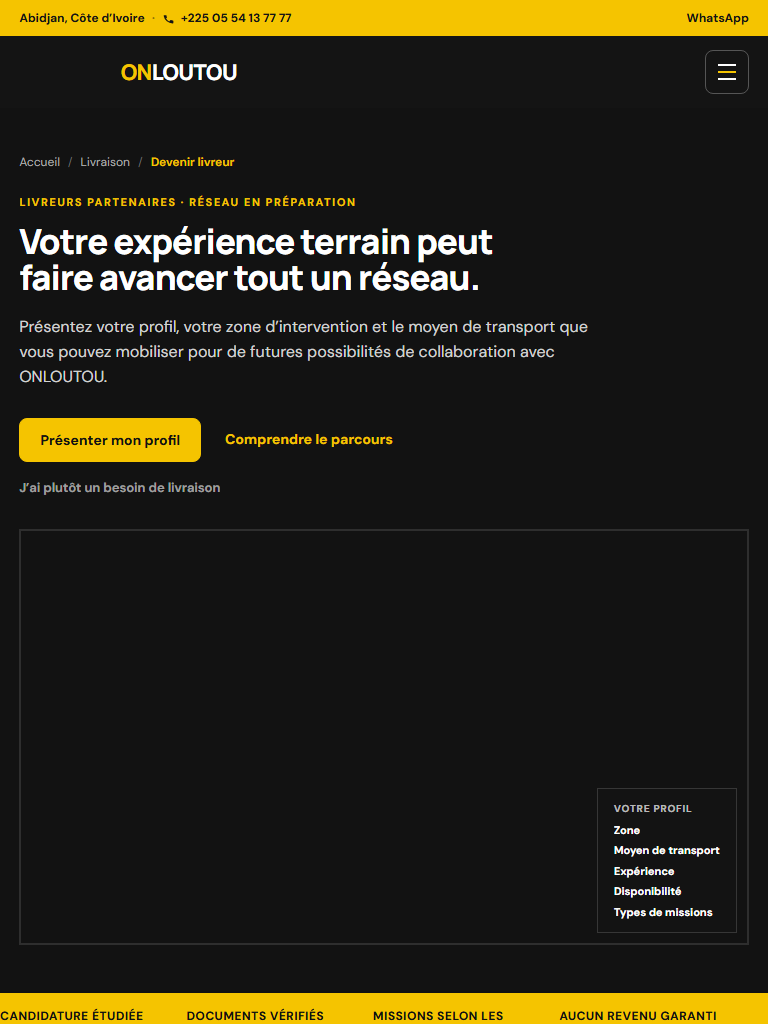 Abidjan, Côte d’Ivoire · +225 05 54 13 77 77 WhatsApp
ONLOUTOU
Accueil / Livraison / Devenir livreur
LIVREURS PARTENAIRES · RÉSEAU EN PRÉPARATION
Votre expérience terrain peut
faire avancer tout un réseau.
Présentez votre profil, votre zone d’intervention et le moyen de transport que
vous pouvez mobiliser pour de futures possibilités de collaboration avec
ONLOUTOU.
Présenter mon profil Comprendre le parcours
J’ai plutôt un besoin de livraison
VOTRE PROFIL
Zone
Moyen de transport
Expérience
Disponibilité
Types de missions
CANDIDATURE ÉTUDIÉE DOCUMENTS VÉRIFIÉS MISSIONS SELON LES AUCUN REVENU GARANTI